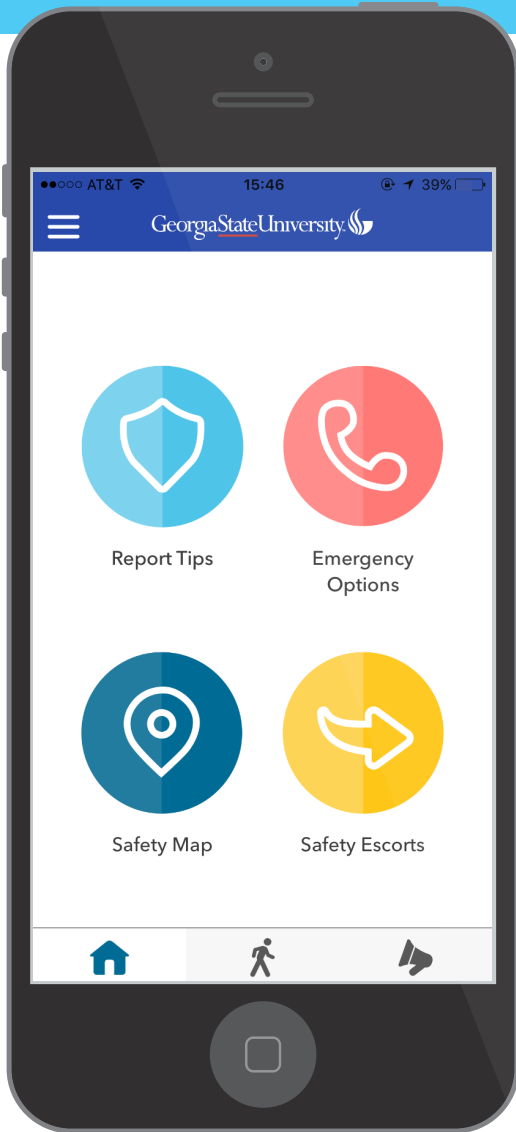 AT&T 15:46 39%
GeorgiaStateUniversity
Report Tips
Emergency
Options
Safety Map
Safety Escorts